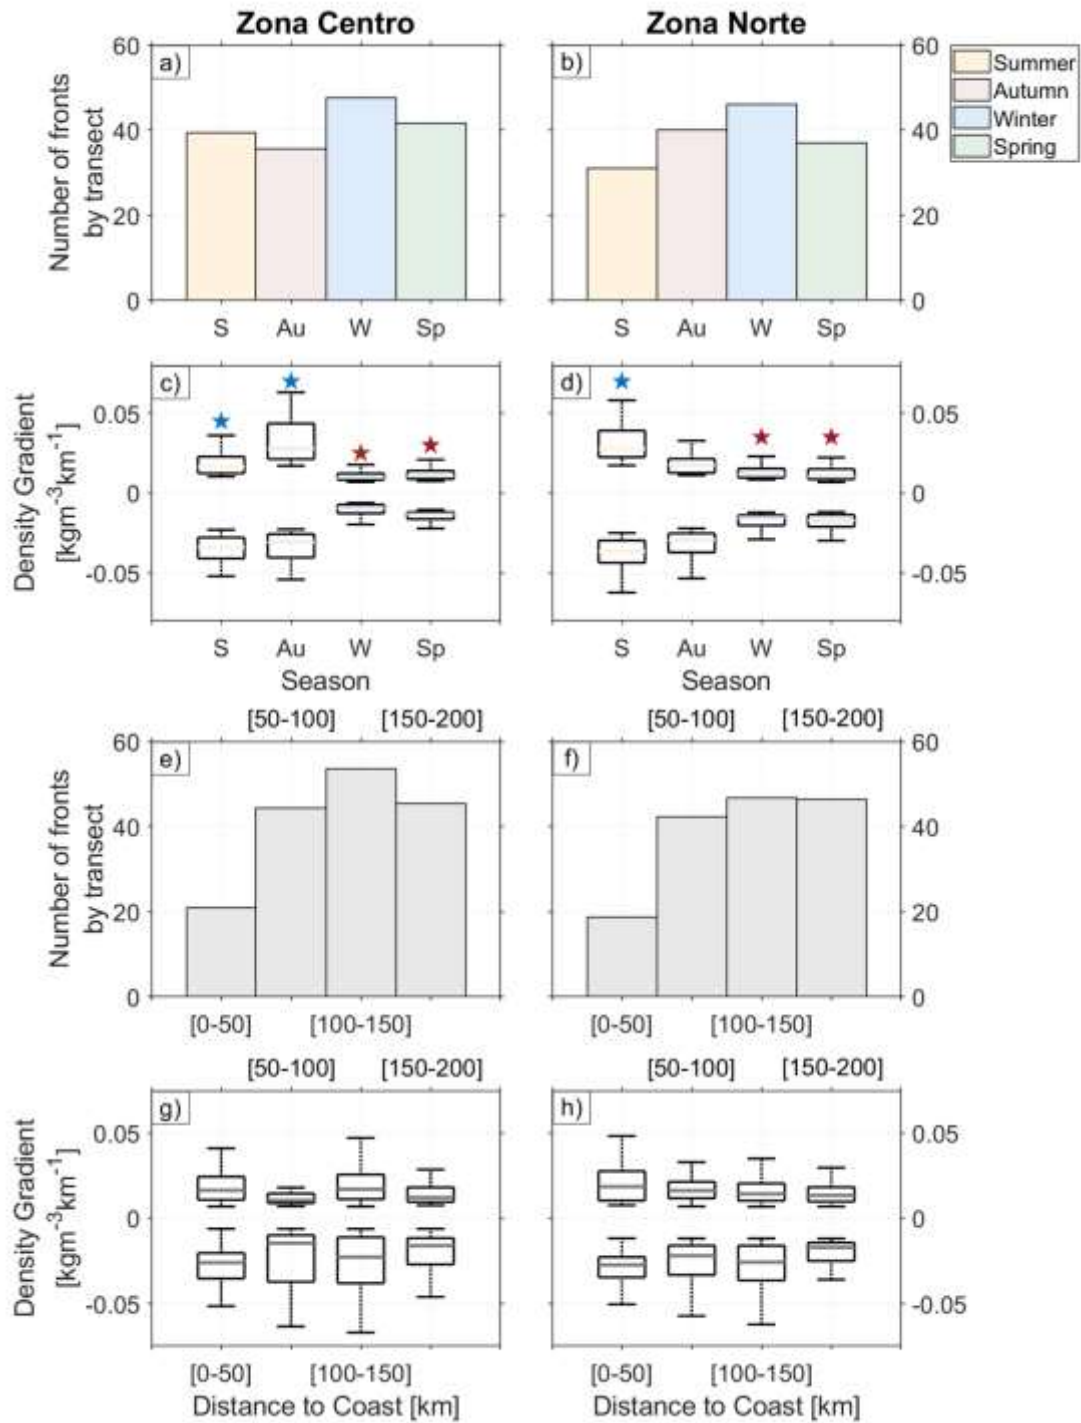 Zona Centro Zona Norte
60 a) b) 60
Summer
Autumn
Winter
Spring
Number of fronts
by transect
40 40
20 20
0 0
S Au W Sp S Au W Sp
c) d)
Density Gradient
[kgm-3km-1]
0.05 0.05
0 0
-0.05 -0.05
S Au W Sp S Au W Sp
Season Season
[50-100] [150-200] [50-100] [150-200]
60 e) f) 60
Number of fronts
by transect
40 40
20 20
0 0
[0-50] [100-150] [0-50] [100-150]
[50-100] [150-200] [50-100] [150-200]
g) h)
Density Gradient
[kgm-3km-1]
0.05 0.05
0 0
-0.05 -0.05
[0-50] [100-150] [0-50] [100-150]
Distance to Coast [km] Distance to Coast [km]